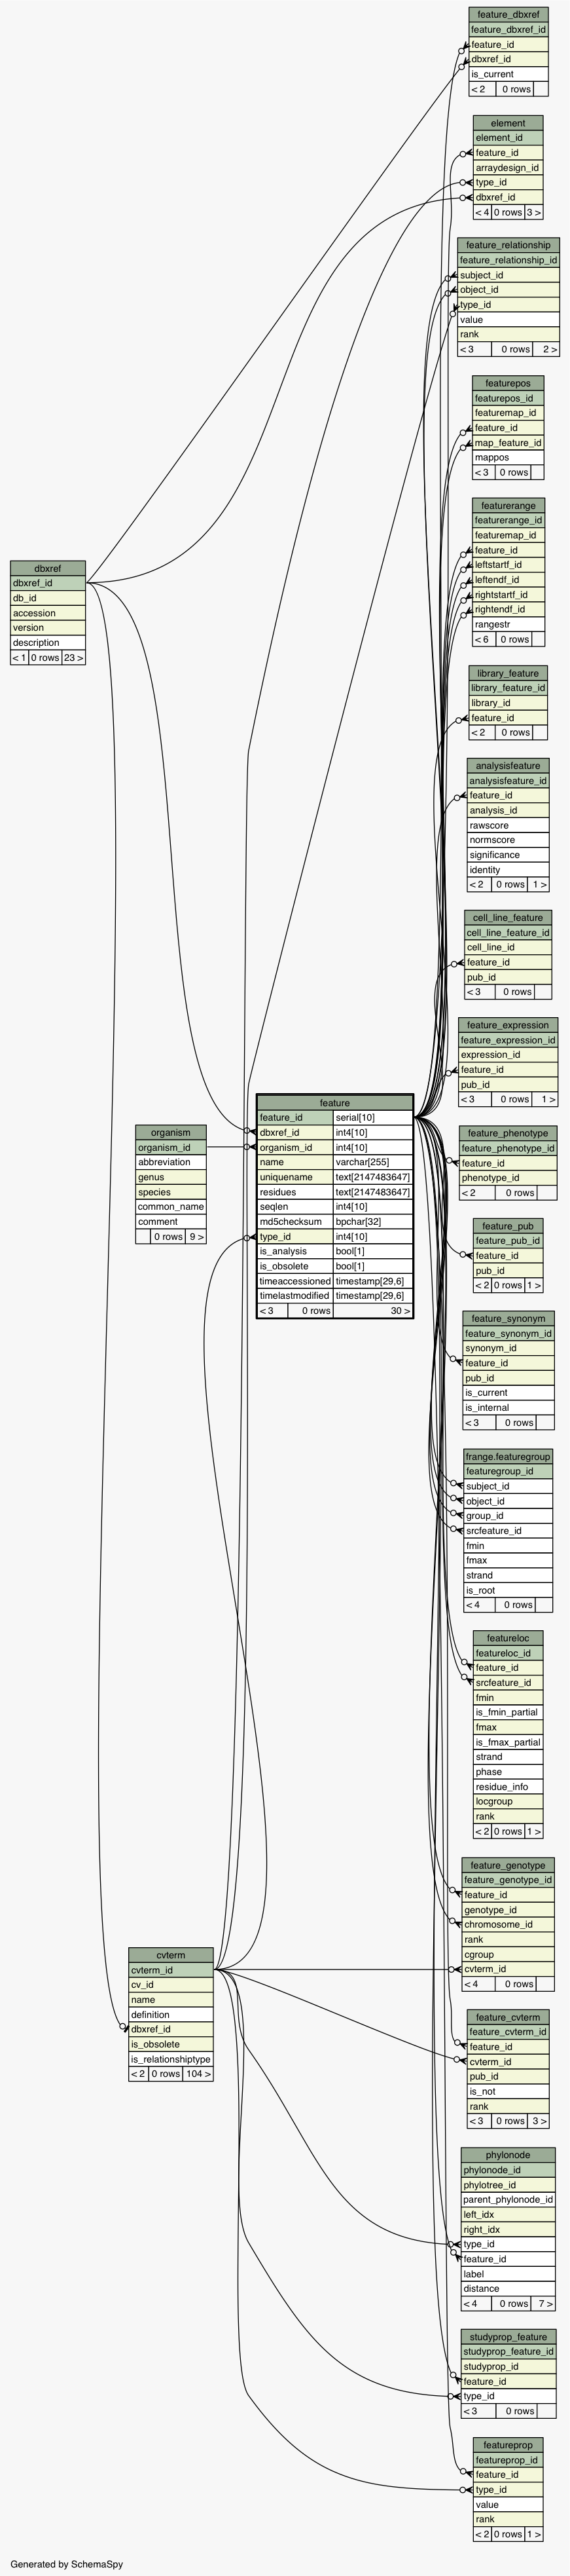 feature_dbxref
feature_dbxref_id
feature_id
dbxref_id
is_current
< 2 0 rows
element
element_id
feature_id
arraydesign_id
type_id
dbxref_id
< 4 0 rows 3 >
feature_relationship
feature_relationship_id
subject_id
object_id
type_id
value
rank
< 3 0 rows 2 >
featurepos
featurepos_id
featuremap_id
feature_id
map_feature_id
mappos
< 3 0 rows
featurerange
featurerange_id
featuremap_id
feature_id
leftstartf_id
leftendf_id
rightstartf_id
rightendf_id
rangestr
< 6 0 rows
dbxref
dbxref_id
db_id
accession
version
description
< 1 0 rows 23 >
library_feature
library_feature_id
library_id
feature_id
< 2 0 rows
analysisfeature
analysisfeature_id
feature_id
analysis_id
rawscore
normscore
significance
identity
< 2 0 rows 1 >
cell_line_feature
cell_line_feature_id
cell_line_id
feature_id
pub_id
< 3 0 rows
feature_expression
feature_expression_id
expression_id
feature_id
pub_id
< 3 0 rows 1 >
feature
feature_id serial[10]
dbxref_id int4[10]
organism_id int4[10]
name varchar[255]
uniquename text[2147483647]
residues text[2147483647]
seqlen int4[10]
md5checksum bpchar[32]
type_id int4[10]
is_analysis bool[1]
is_obsolete bool[1]
timeaccessioned timestamp[29,6]
timelastmodified timestamp[29,6]
< 3 0 rows 30 >
organism
organism_id
abbreviation
genus
species
common_name
comment
0 rows 9 >
feature_phenotype
feature_phenotype_id
feature_id
phenotype_id
< 2 0 rows
feature_pub
feature_pub_id
feature_id
pub_id
< 2 0 rows 1 >
feature_synonym
feature_synonym_id
synonym_id
feature_id
pub_id
is_current
is_internal
< 3 0 rows
frange.featuregroup
featuregroup_id
subject_id
object_id
group_id
srcfeature_id
fmin
fmax
strand
is_root
< 4 0 rows
featureloc
featureloc_id
feature_id
srcfeature_id
fmin
is_fmin_partial
fmax
is_fmax_partial
strand
phase
residue_info
locgroup
rank
< 2 0 rows 1 >
feature_genotype
feature_genotype_id
feature_id
genotype_id
chromosome_id
rank
cgroup
cvterm_id
< 4 0 rows
cvterm
cvterm_id
cv_id
name
definition
dbxref_id
is_obsolete
is_relationshiptype
< 2 0 rows 104 >
feature_cvterm
feature_cvterm_id
feature_id
cvterm_id
pub_id
is_not
rank
< 3 0 rows 3 >
phylonode
phylonode_id
phylotree_id
parent_phylonode_id
left_idx
right_idx
type_id
feature_id
label
distance
< 4 0 rows 7 >
studyprop_feature
studyprop_feature_id
studyprop_id
feature_id
type_id
< 3 0 rows
featureprop
featureprop_id
feature_id
type_id
value
rank
< 2 0 rows 1 >
Generated by SchemaSpy